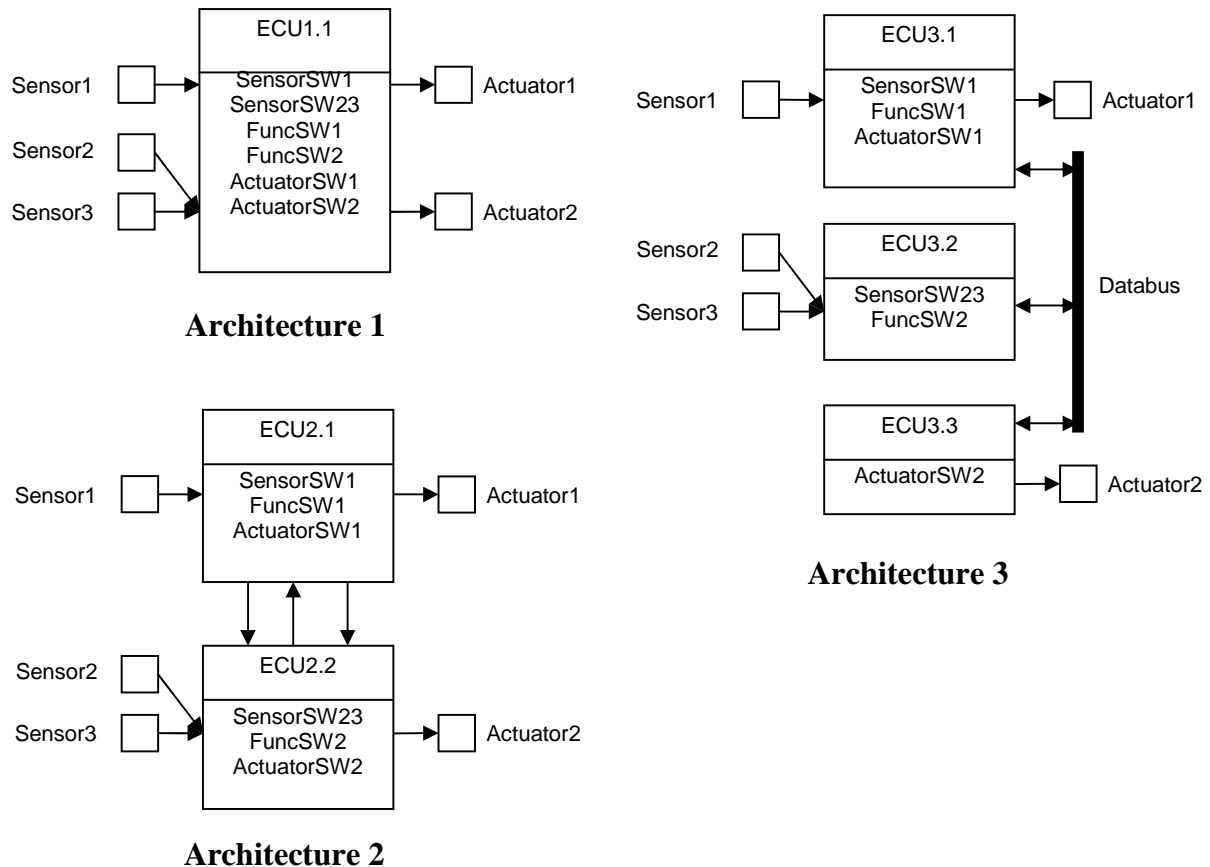 ECU1.1
Sensor1
SensorSW1
Actuator1
SensorSW23
FuncSW1
Sensor2
FuncSW2
ActuatorSW1
Sensor3
ActuatorSW2
Actuator2
Architecture 1
ECU2.1
Sensor1
SensorSW1
Actuator1
FuncSW1
ActuatorSW1
ECU2.2
Sensor2
SensorSW23
Sensor3
FuncSW2
Actuator2
ActuatorSW2
Architecture 2
ECU3.1
Sensor1
SensorSW1
Actuator1
FuncSW1
ActuatorSW1
ECU3.2
Sensor2
Databus
SensorSW23
Sensor3
FuncSW2
ECU3.3
ActuatorSW2
Actuator2
Architecture 3